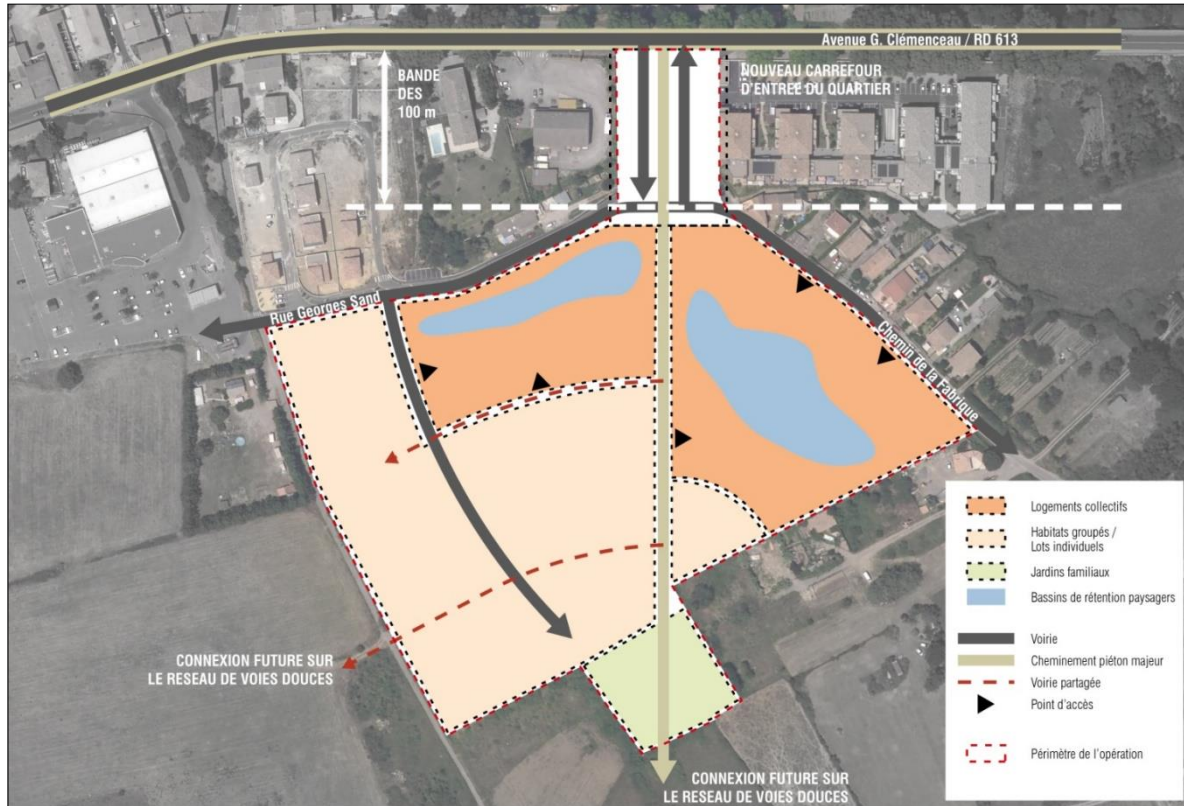 Avenue G. Clémenceau / RD 613
BANDE
DES
100 m
NOUVEAU CARREFOUR
D'ENTRÉE DU QUARTIER
Rue Georges Sand
Chemin de la Fabrique
CONNEXION FUTURE SUR
LE RESEAU DE VOIES DOUCES
CONNEXION FUTURE SUR
LE RESEAU DE VOIES DOUCES
Logements collectifs
Habitats groupés /
Lots individuels
Jardins familiaux
Bassins de rétention paysagers
Voirie
Cheminement piéton majeur
Voirie partagée
Point d'accès
Périmètre de l'opération